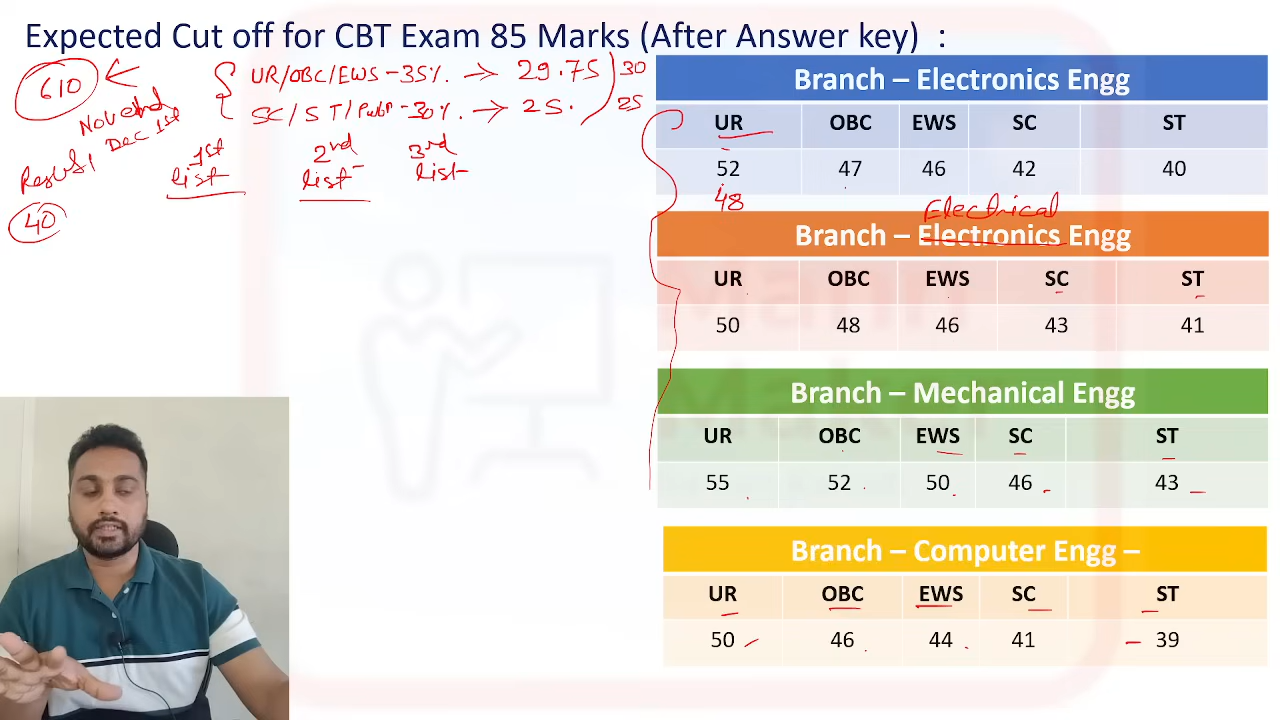 Expected Cut off for CBT Exam 85 Marks (After Answer key) :
610
UR/OBC/EWS - 35%. → 29.75 30
SC/ST/PwBD - 30%. → 25. 25
Nov end
Dec 1st
Result
40
1st list
2nd list
3rd list
Branch – Electronics Engg
UR OBC EWS SC ST
52 47 46 42 40
48
Electrical
Branch – Electronics Engg
UR OBC EWS SC ST
50 48 46 43 41
Branch – Mechanical Engg
UR OBC EWS SC ST
55 52 50 46 43
Branch – Computer Engg –
UR OBC EWS SC ST
50 46 44 41 39